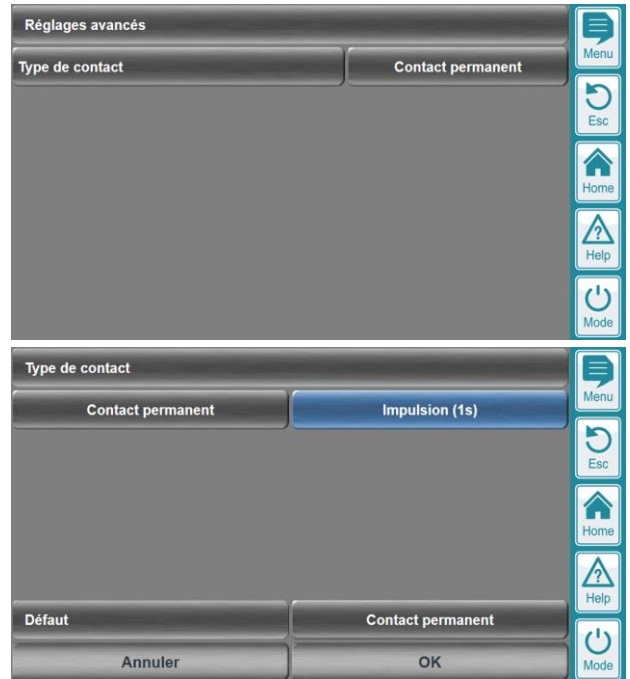 Réglages avancés
Type de contact Contact permanent
Menu
Esc
Home
Help
Mode
Type de contact
Contact permanent Impulsion (1s)
Défaut Contact permanent
Annuler OK
Menu
Esc
Home
Help
Mode